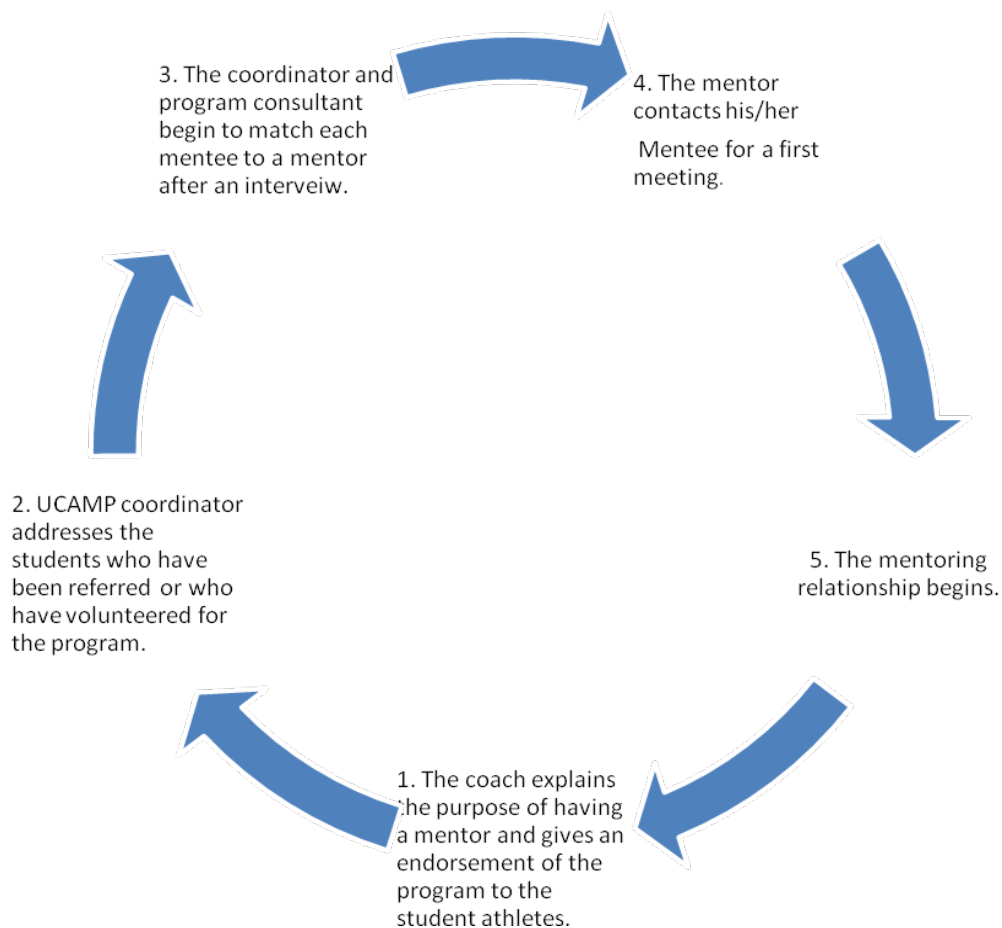 3. The coordinator and
program consultant
begin to match each
mentee to a mentor
after an interveiw.
4. The mentor
contacts his/her
Mentee for a first
meeting.
2. UCAMP coordinator
addresses the
students who have
been referred or who
have volunteered for
the program.
5. The mentoring
relationship begins.
1. The coach explains
the purpose of having
a mentor and gives an
endorsement of the
program to the
student athletes.